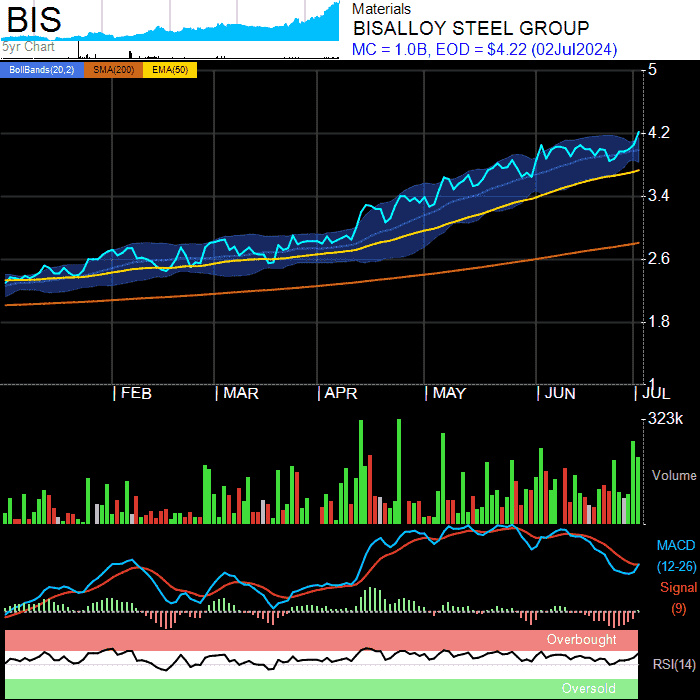 BIS
5yr Chart
Materials
BISALLOY STEEL GROUP
MC = 1.0B, EOD = $4.22 (02Jul2024)
BollBands(20,2) SMA(200) EMA(50)
5
4.2
3.4
2.6
1.8
1
FEB MAR APR MAY JUN JUL
323k
Volume
MACD
(12-26)
Signal
(9)
Overbought
RSI(14)
Oversold